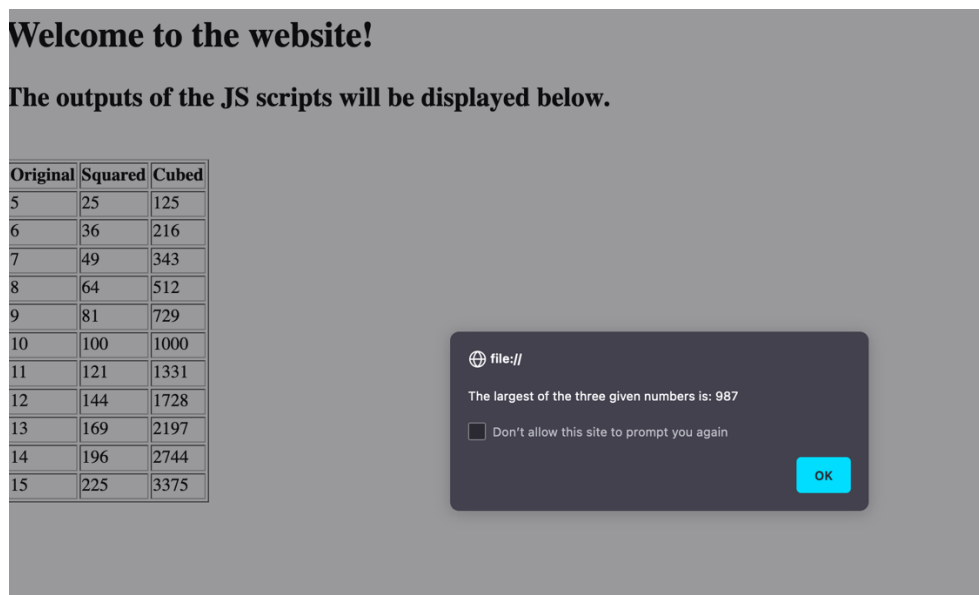 Welcome to the website!
The outputs of the JS scripts will be displayed below.
Original Squared Cubed
5 25 125
6 36 216
7 49 343
8 64 512
9 81 729
10 100 1000
11 121 1331
12 144 1728
13 169 2197
14 196 2744
15 225 3375
file://
The largest of the three given numbers is: 987
Don't allow this site to prompt you again
OK